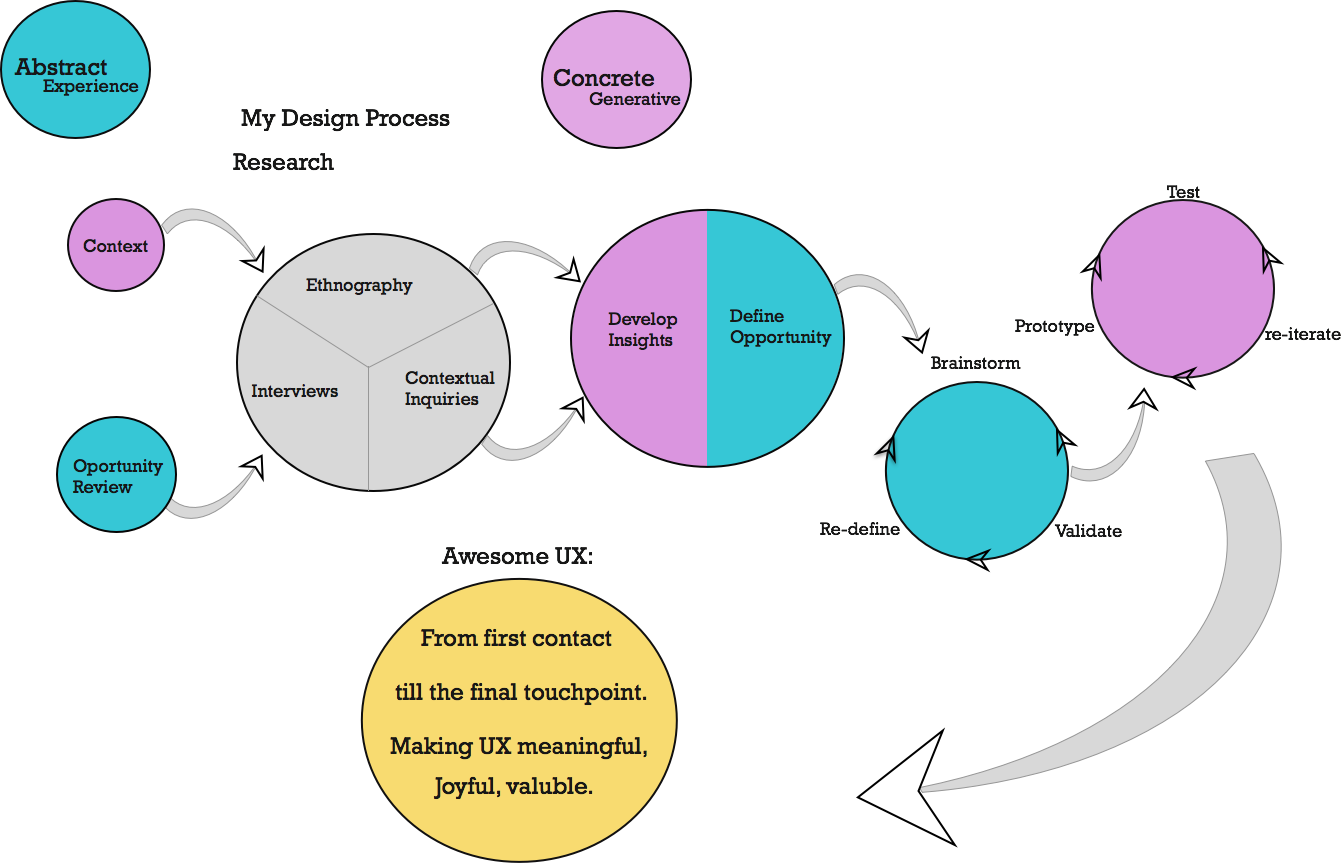 Abstract
Experience
Concrete
Generative
My Design Process
Research
Context
Oportunity
Review
Ethnography
Interviews
Contextual
Inquiries
Develop
Insights
Define
Opportunity
Brainstorm
Re-define
Validate
Test
Prototype
re-iterate
Awesome UX:
From first contact
till the final touchpoint.
Making UX meaningful,
Joyful, valuble.